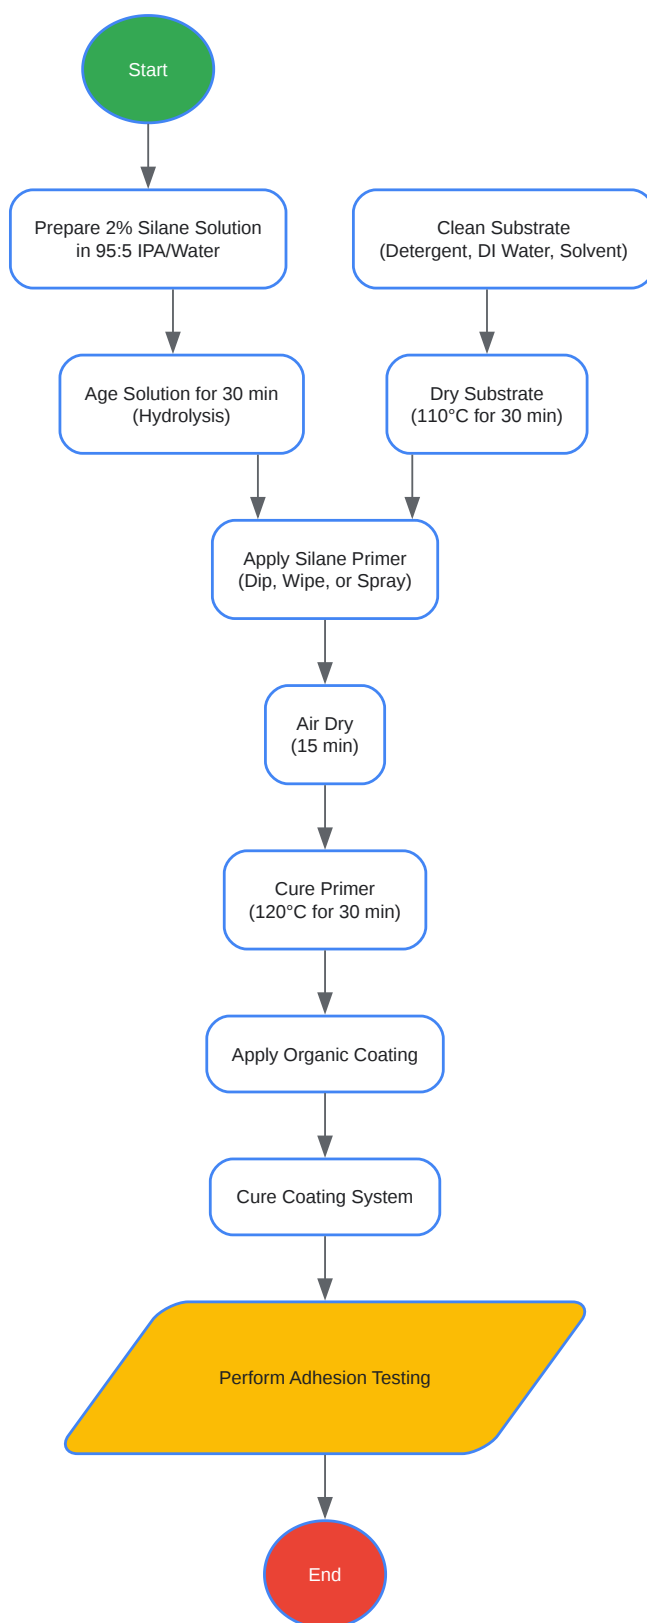 Start
Prepare 2% Silane Solution
in 95:5 IPA/Water
Clean Substrate
(Detergent, DI Water, Solvent)
Age Solution for 30 min
(Hydrolysis)
Dry Substrate
(110°C for 30 min)
Apply Silane Primer
(Dip, Wipe, or Spray)
Air Dry
(15 min)
Cure Primer
(120°C for 30 min)
Apply Organic Coating
Cure Coating System
Perform Adhesion Testing
End